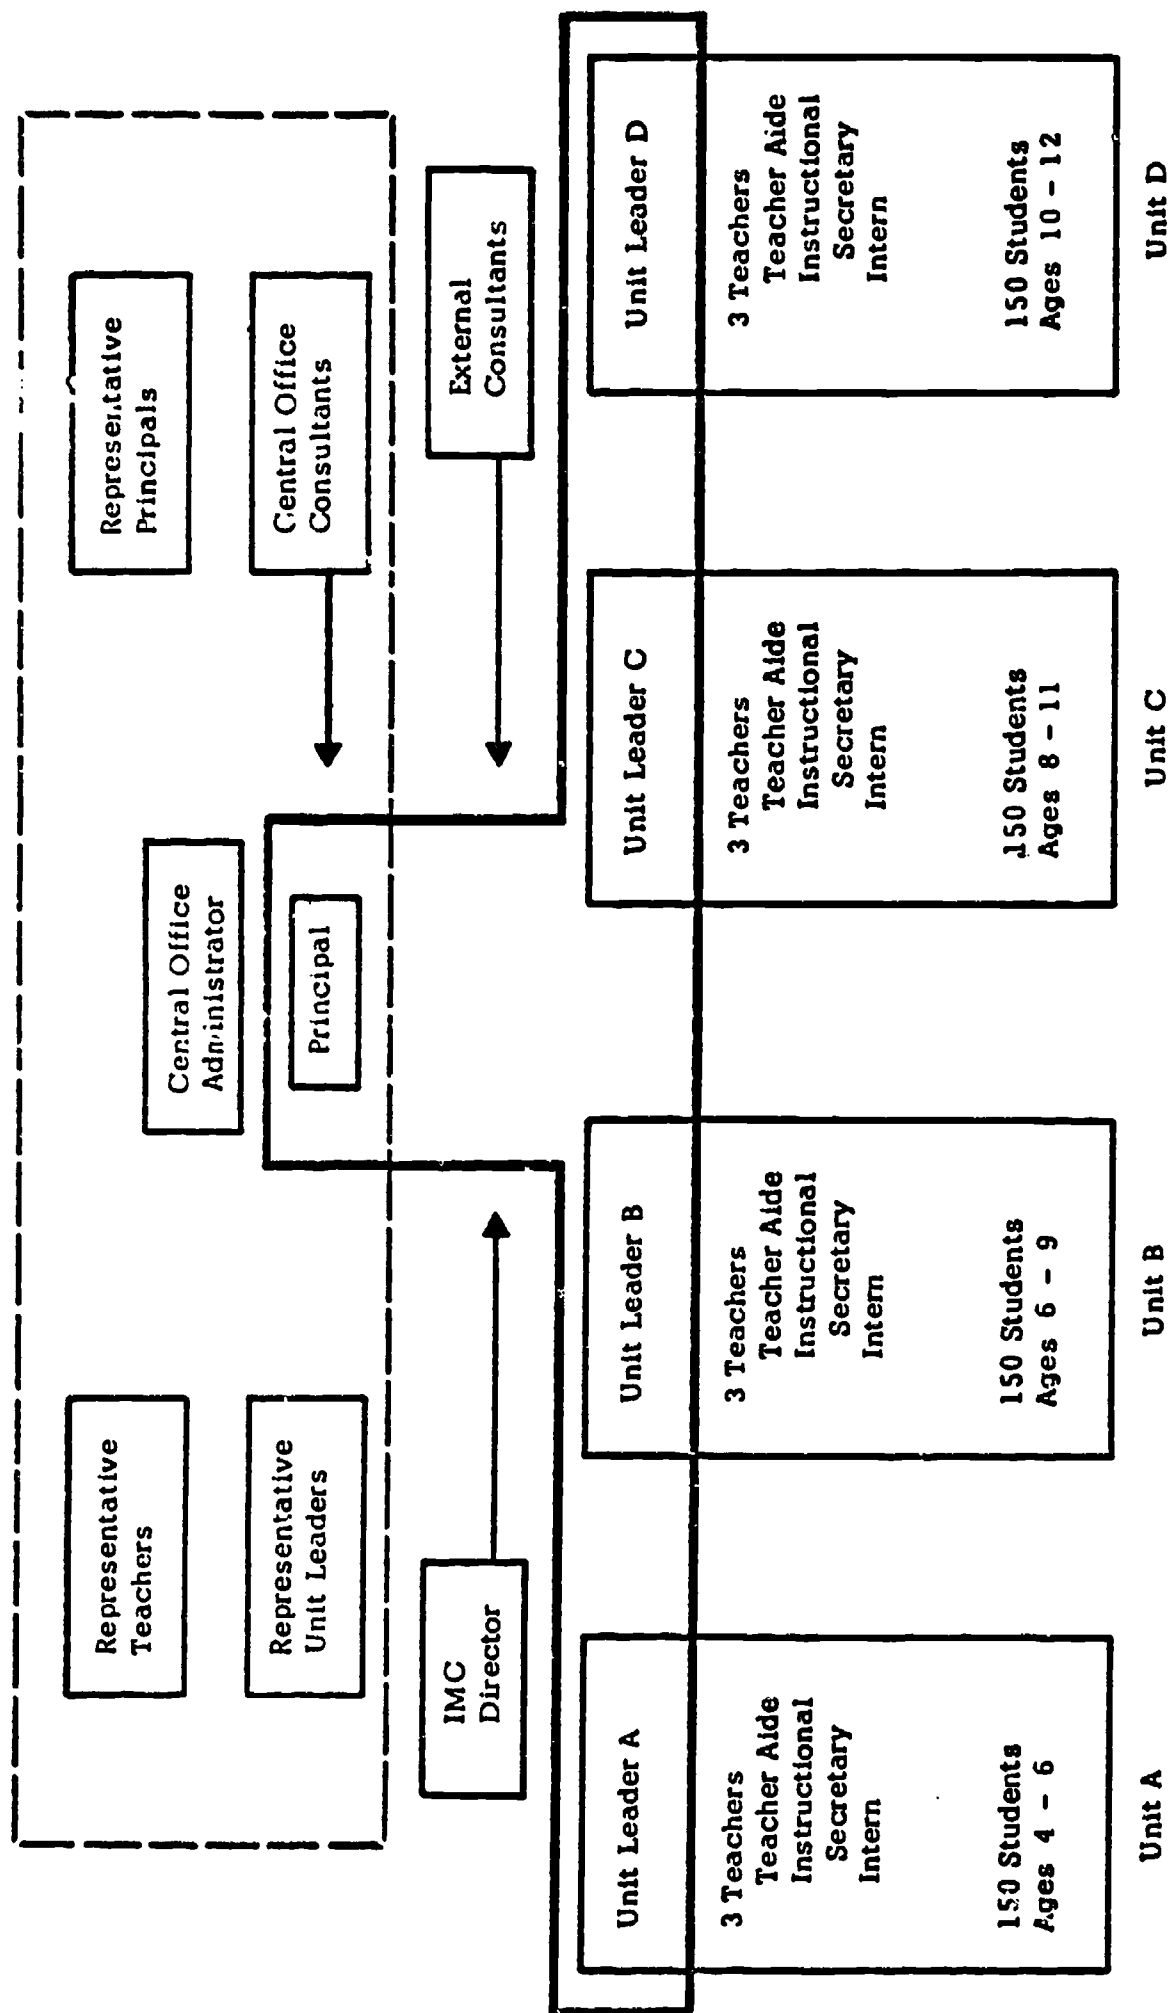 Representative
Teachers
Representative
Unit Leaders
Central Office
Administrator
Principal
Representative
Principals
Central Office
Consultants
IMC
Director
External
Consultants
Unit Leader A
3 Teachers
Teacher Aide
Instructional
Secretary
Intern
150 Students
Ages 4 - 6
Unit A
Unit Leader B
3 Teachers
Teacher Aide
Instructional
Secretary
Intern
150 Students
Ages 6 - 9
Unit B
Unit Leader C
3 Teachers
Teacher Aide
Instructional
Secretary
Intern
150 Students
Ages 8 - 11
Unit C
Unit Leader D
3 Teachers
Teacher Aide
Instructional
Secretary
Intern
150 Students
Ages 10 - 12
Unit D